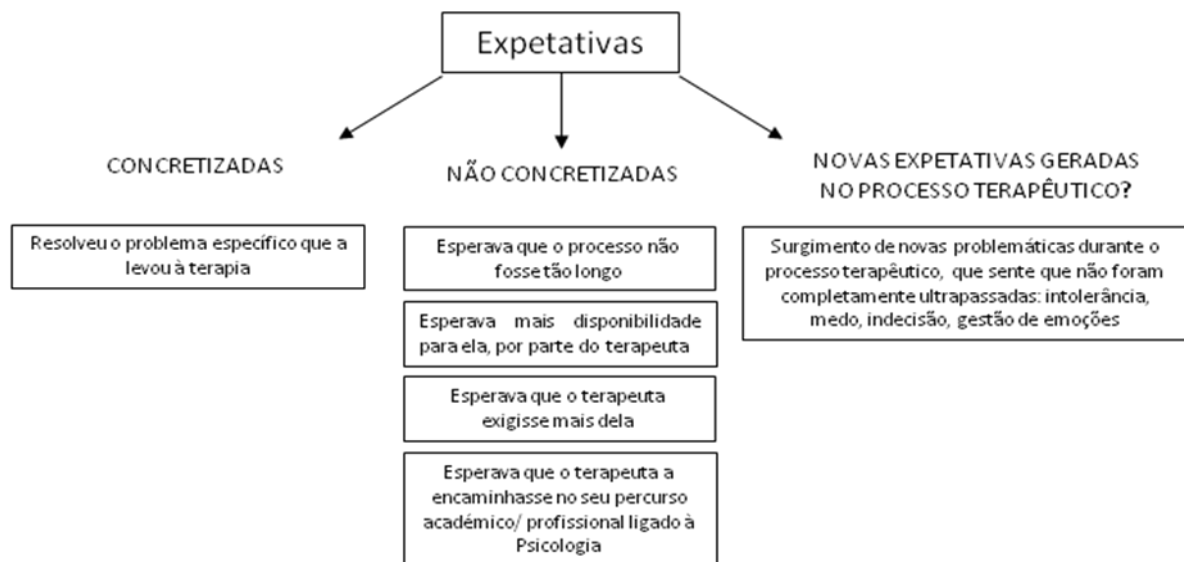 Expetativas
CONCRETIZADAS
Resolveu o problema específico que a
levou à terapia
NÃO CONCRETIZADAS
Esperava que o processo não
fosse tão longo
Esperava mais disponibilidade
para ela, por parte do terapeuta
Esperava que o terapeuta
exigisse mais dela
Esperava que o terapeuta a
encaminhasse no seu percurso
académico/ profissional ligado à
Psicologia
NOVAS EXPETATIVAS GERADAS
NO PROCESSO TERAPÊUTICO?
Surgimento de novas problemáticas durante o
processo terapêutico, que sente que não foram
completamente ultrapassadas: intolerância,
medo, indecisão, gestão de emoções